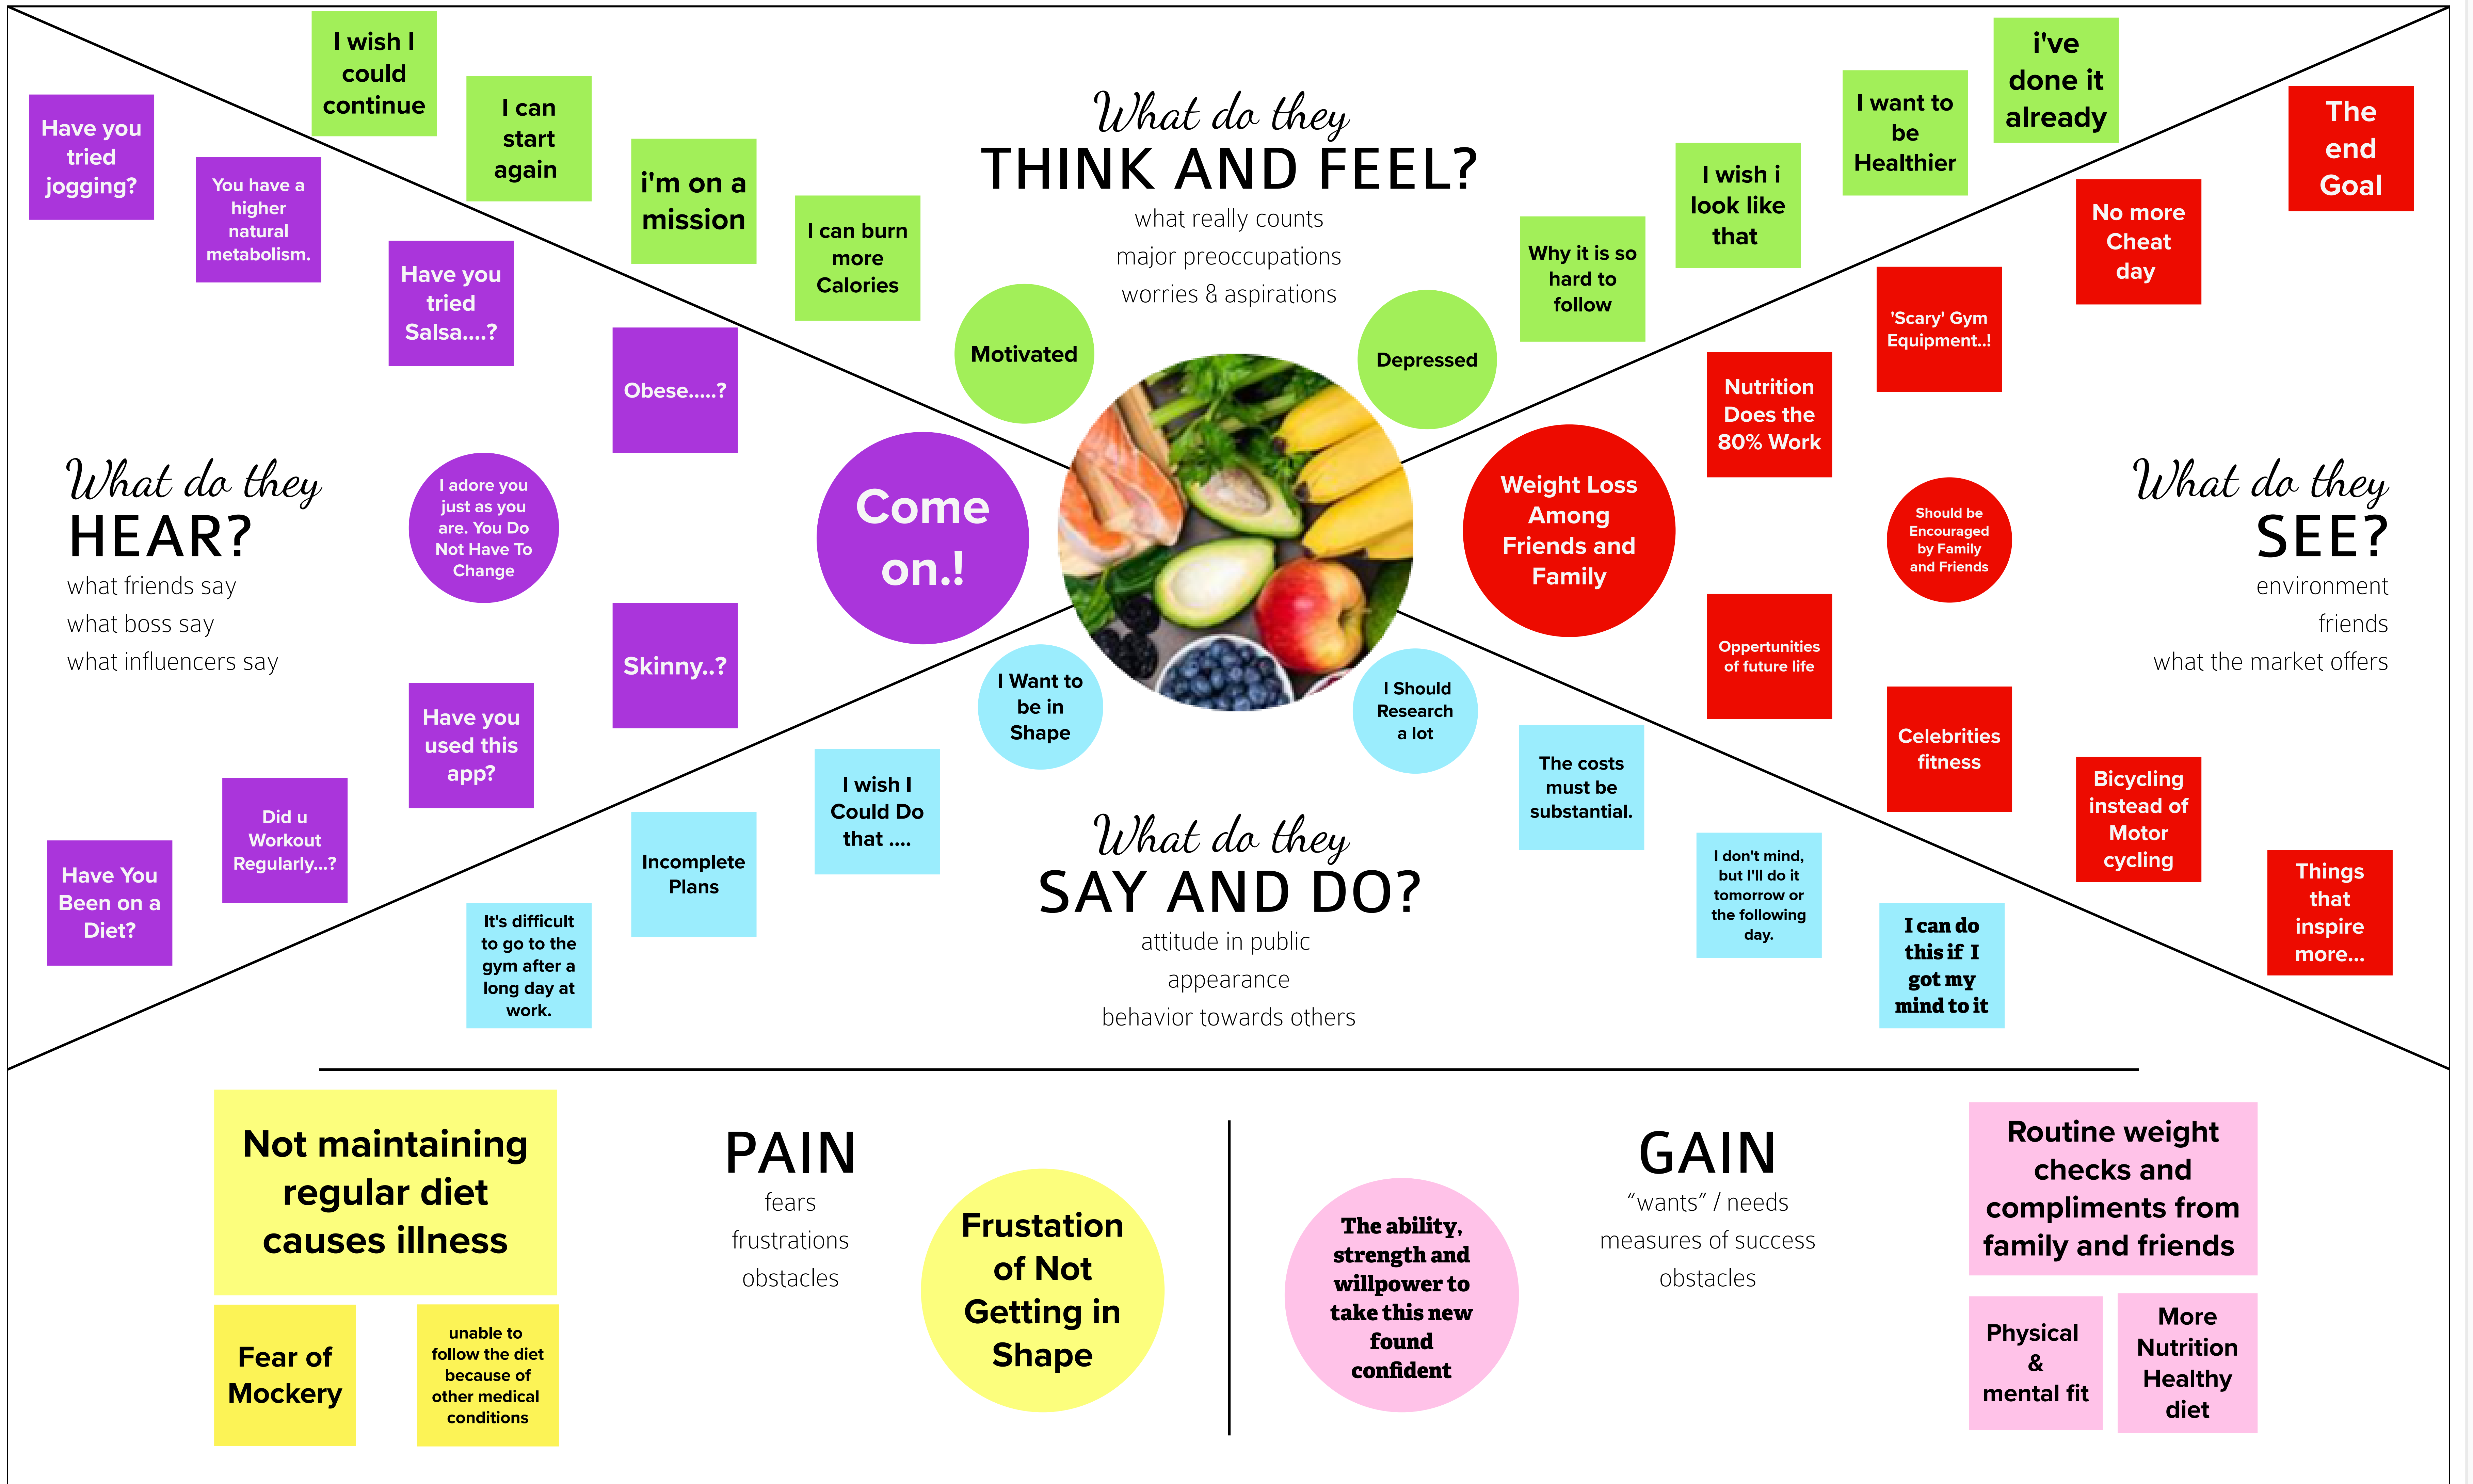 I wish I
could
continue
I can
start
again
i'm on a
mission
I can burn
more
Calories
Motivated
What do they
THINK AND FEEL?
what really counts
major preoccupations
worries & aspirations
Depressed
Why it is so
hard to
follow
I wish i
look like
that
I want to
be
Healthier
i've
done it
already
Have you
tried
jogging?
You have a
higher
natural
metabolism.
Have you
tried
Salsa....?
Obese.....?
What do they
HEAR?
what friends say
what boss say
what influencers say
I adore you
just as you
are. You Do
Not Have To
Change
Come
on.!
Skinny..?
Have you
used this
app?
Did u
Workout
Regularly...?
Have You
Been on a
Diet?
The
end
Goal
No more
Cheat
day
'Scary' Gym
Equipment..!
Nutrition
Does the
80% Work
Weight Loss
Among
Friends and
Family
Should be
Encouraged
by Family
and Friends
What do they
SEE?
environment
friends
what the market offers
Oppertunities
of future life
Celebrities
fitness
Bicycling
instead of
Motor
cycling
Things
that
inspire
more...
I Want to
be in
Shape
I wish I
Could Do
that ....
Incomplete
Plans
It's difficult
to go to the
gym after a
long day at
work.
What do they
SAY AND DO?
attitude in public
appearance
behavior towards others
I Should
Research
a lot
The costs
must be
substantial.
I don't mind,
but I'll do it
tomorrow or
the following
day.
I can do
this if I
got my
mind to it
Not maintaining
regular diet
causes illness
Fear of
Mockery
unable to
follow the diet
because of
other medical
conditions
PAIN
fears
frustrations
obstacles
Frustation
of Not
Getting in
Shape
The ability,
strength and
willpower to
take this new
found
confident
GAIN
“wants” / needs
measures of success
obstacles
Routine weight
checks and
compliments from
family and friends
Physical
&
mental fit
More
Nutrition
Healthy
diet